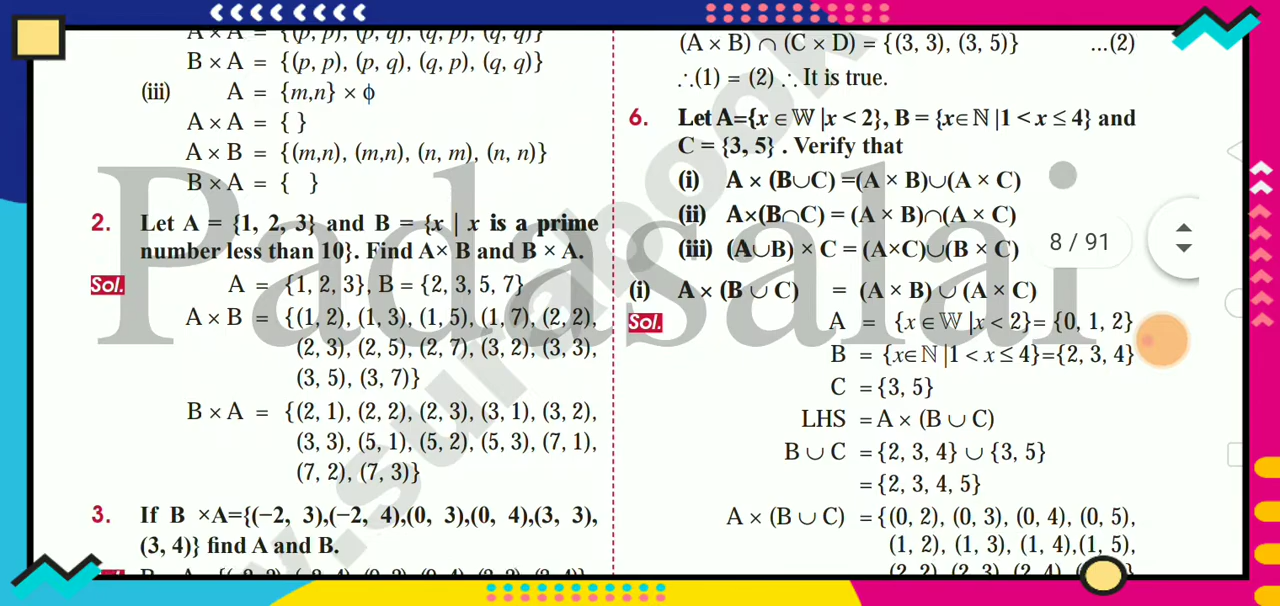 A × A = {(p, p), (p, q), (q, p), (q, q)}
B × A = {(p, p), (p, q), (q, p), (q, q)}
(iii) A = {m,n} × ϕ
A × A = { }
A × B = {(m,n), (m,n), (n, m), (n, n)}
B × A = { }
2. Let A = {1, 2, 3} and B = {x | x is a prime
number less than 10}. Find A× B and B × A.
Sol. A = {1, 2, 3}, B = {2, 3, 5, 7}
A × B = {(1, 2), (1, 3), (1, 5), (1, 7), (2, 2),
(2, 3), (2, 5), (2, 7), (3, 2), (3, 3),
(3, 5), (3, 7)}
B × A = {(2, 1), (2, 2), (2, 3), (3, 1), (3, 2),
(3, 3), (5, 1), (5, 2), (5, 3), (7, 1),
(7, 2), (7, 3)}
3. If B ×A={(−2, 3),(−2, 4),(0, 3),(0, 4),(3, 3),
(3, 4)} find A and B.
(A × B) ∩ (C × D) = {(3, 3), (3, 5)} ...(2)
∴(1) = (2) ∴ It is true.
6. Let A={x ∈ 𝕎 |x < 2}, B = {x∈ ℕ |1 < x ≤ 4} and
C = {3, 5} . Verify that
(i) A × (B∪C) =(A × B)∪(A × C)
(ii) A×(B∩C) = (A × B)∩(A × C)
(iii) (A∪B) × C = (A×C)∪(B × C)
8 / 91
(i) A × (B ∪ C) = (A × B) ∪ (A × C)
Sol. A = {x ∈ 𝕎 |x < 2}= {0, 1, 2}
B = {x∈ ℕ |1 < x ≤ 4}={2, 3, 4}
C = {3, 5}
LHS = A × (B ∪ C)
B ∪ C = {2, 3, 4} ∪ {3, 5}
= {2, 3, 4, 5}
A × (B ∪ C) = {(0, 2), (0, 3), (0, 4), (0, 5),
(1, 2), (1, 3), (1, 4),(1, 5),
Padasalai